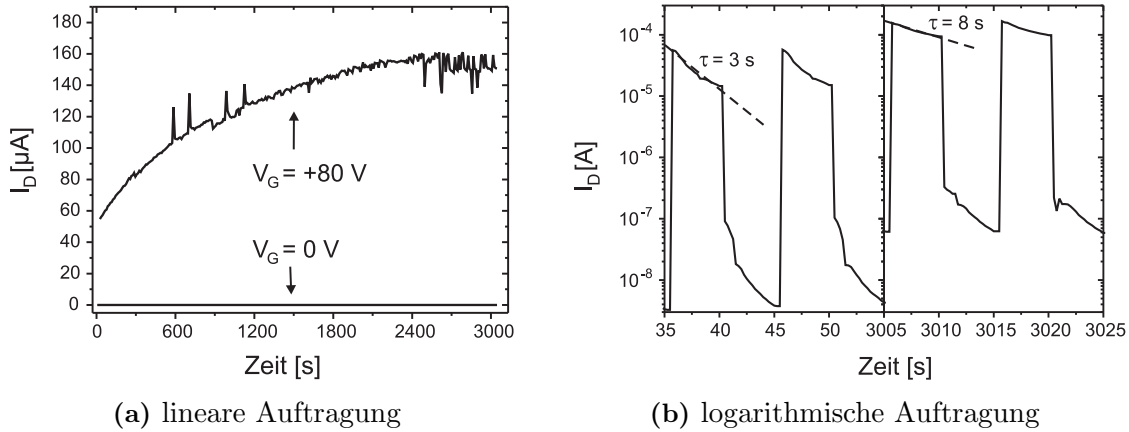 180
160
140
120
100
80
60
40
20
0
I_D [µA]
V_G = +80 V
V_G = 0 V
0 600 1200 1800 2400 3000
Zeit [s]
(a) lineare Auftragung
10^-4
10^-5
10^-6
10^-7
10^-8
I_D [A]
τ = 3 s
τ = 8 s
35 40 45 50 3005 3010 3015 3020 3025
Zeit [s]
(b) logarithmische Auftragung